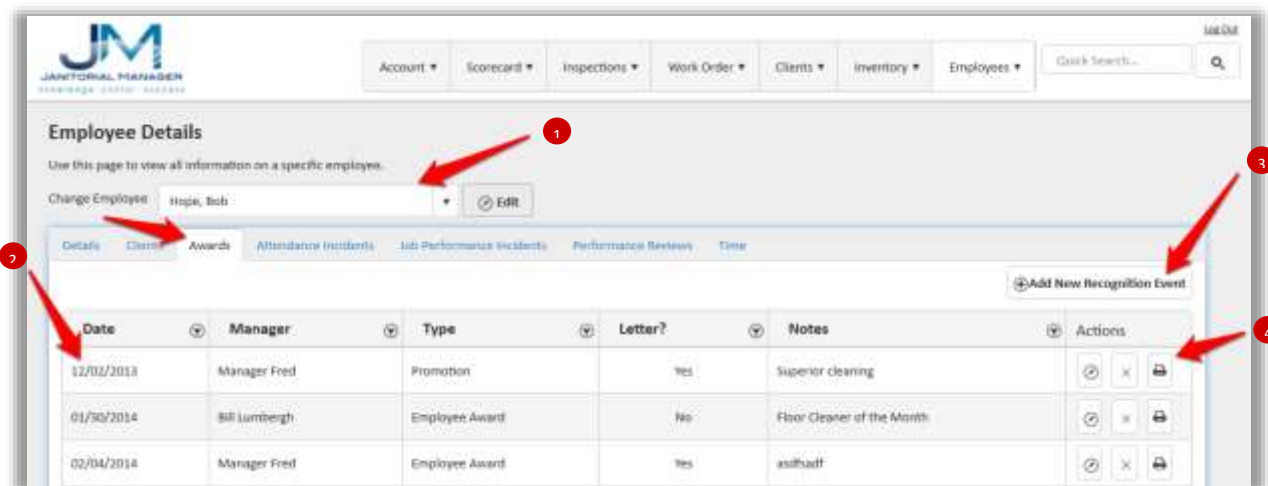 Log Out
JM
JANITORIAL MANAGER
Account ▼ Scorecard ▼ Inspections ▼ Work Order ▼ Clients ▼ Inventory ▼ Employees ▼ Quick Search...
Employee Details
1
Use this page to view all information on a specific employee.
3
Change Employee Hope, Bob ▼ Edit
Details Clients Awards Attendance Incidents Job Performance Incidents Performance Reviews Time
2
Add New Recognition Event
Date Manager Type Letter? Notes Actions
4
12/02/2013 Manager Fred Promotion Yes Superior cleaning
01/30/2014 Bill Lumbergh Employee Award No Floor Cleaner of the Month
02/04/2014 Manager Fred Employee Award Yes asdfsadf